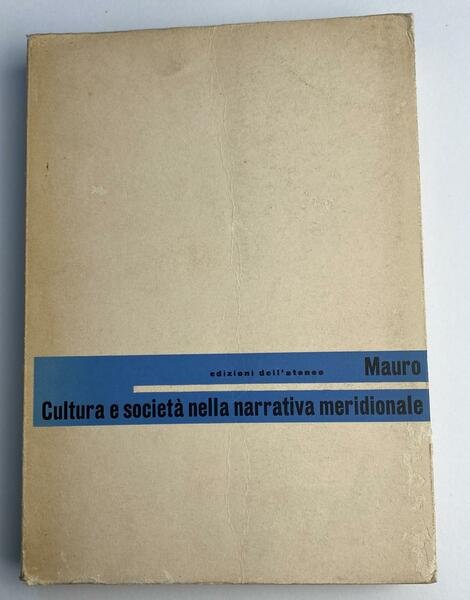 edizioni dell'ateneo
Mauro
Cultura e società nella narrativa meridionale